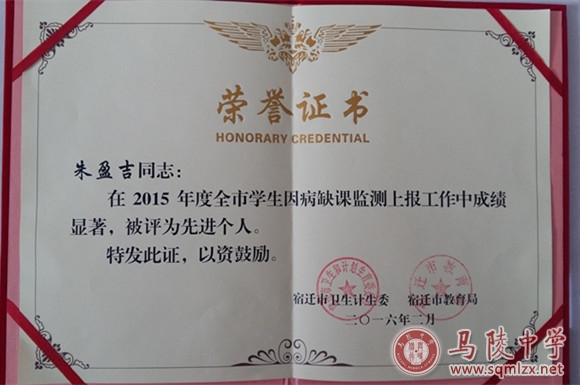 荣誉证书
HONORARY CREDENTIAL
朱盈吉同志：
在 2015 年度全市学生因病缺课监测上报工作中成绩
显著，被评为先进个人。
特发此证，以资鼓励。
宿迁市卫生计生委 宿迁市教育局
二〇一六年二月
马陵中学
www.sqmlzx.net